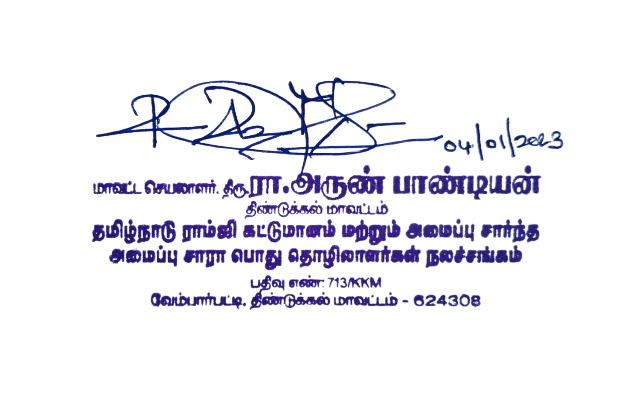 04/01/2023
மாவட்ட செயலாளர். திரு.ரா.அருண் பாண்டியன்
திண்டுக்கல் மாவட்டம்
தமிழ்நாடு ராம்ஜி கட்டுமானம் மற்றும் அமைப்பு சார்ந்த
அமைப்பு சாரா பொது தொழிலாளர்கள் நலச்சங்கம்
பதிவு எண்: 713/KKM
வேம்பார்பட்டி. திண்டுக்கல் மாவட்டம் - 624308